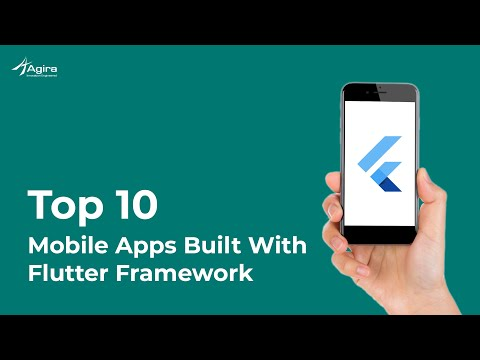 Agira
Top 10
Mobile Apps Built With
Flutter Framework